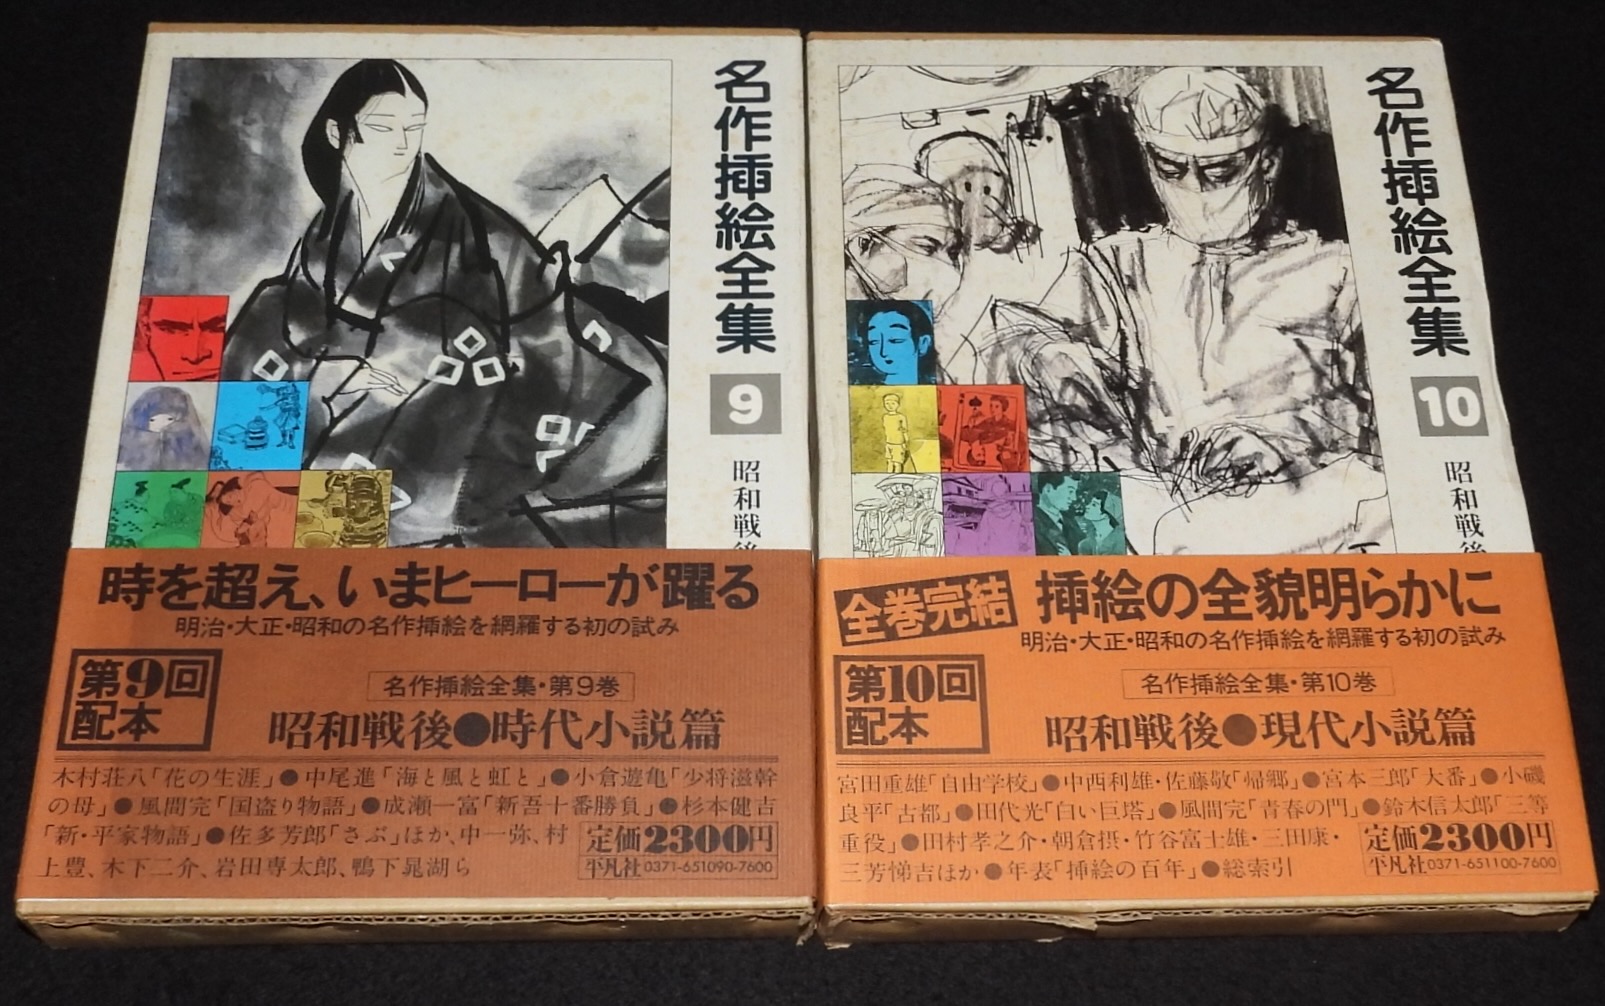 名作挿絵全集
9
昭和戦後
時を超え、いまヒーローが躍る
明治・大正・昭和の名作挿絵を網羅する初の試み
第9回
配本
名作挿絵全集・第9巻
昭和戦後●時代小説篇
木村荘八「花の生涯」●中尾進「海と風と虹と」●小倉遊亀「少将滋幹
の母」●風間完「国盗り物語」●成瀬一富「新吾十番勝負」●杉本健吉
「新・平家物語」●佐多芳郎「さぶ」ほか、中一弥、村
上豊、木下二介、岩田専太郎、鴨下晁湖ら
定価2300円
平凡社0371-651090-7600
名作挿絵全集
10
昭和戦後
全巻完結
挿絵の全貌明らかに
明治・大正・昭和の名作挿絵を網羅する初の試み
第10回
配本
名作挿絵全集・第10巻
昭和戦後●現代小説篇
宮田重雄「自由学校」●中西利雄・佐藤敬「帰郷」●宮本三郎「大番」●小磯
良平「古都」●田代光「白い巨塔」●風間完「青春の門」●鈴木信太郎「三等
重役」●田村孝之介・朝倉摂・竹谷富士雄・三田康・
三芳悌吉ほか●年表「挿絵の百年」●総索引
定価2300円
平凡社0371-651100-7600